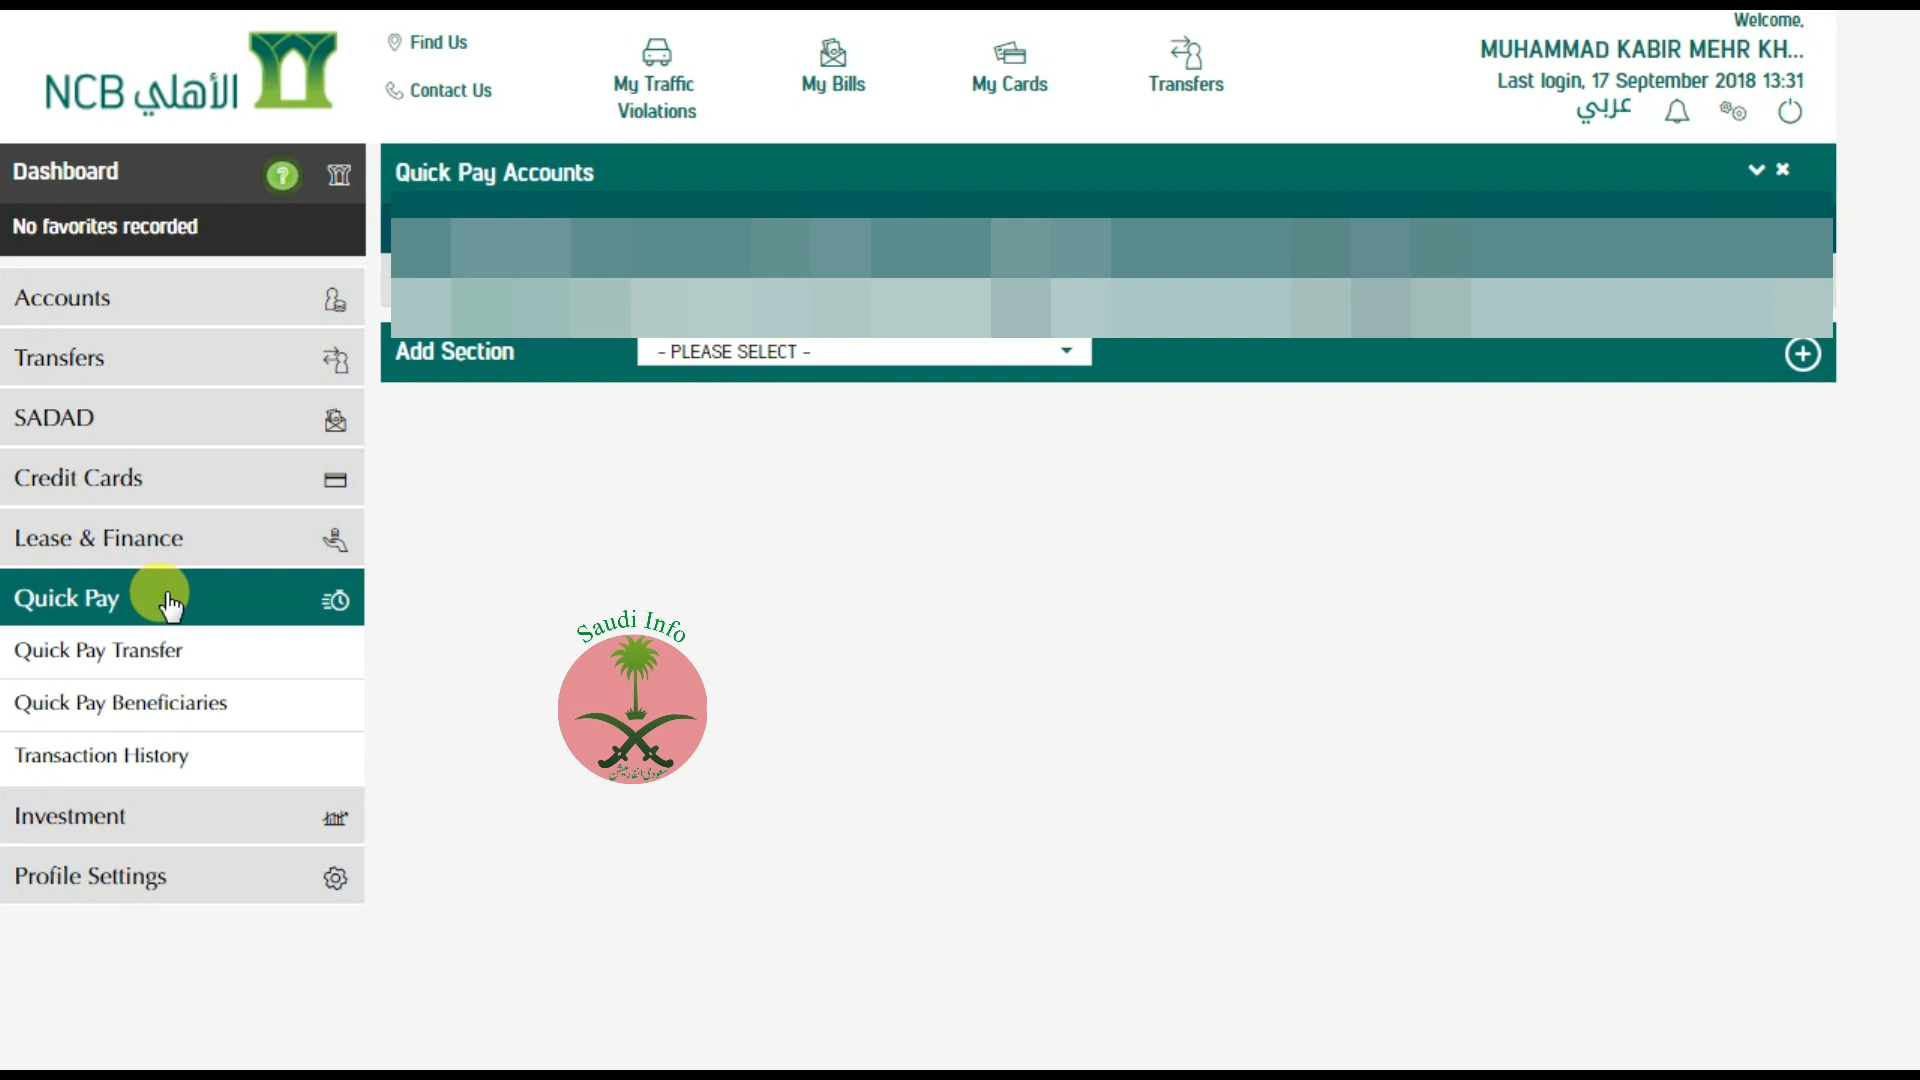 NCB الأهلي
Find Us
Contact Us
My Traffic
Violations
My Bills
My Cards
Transfers
Welcome,
MUHAMMAD KABIR MEHR KH...
Last login, 17 September 2018 13:31
عربي
Dashboard
?
No favorites recorded
Accounts
Transfers
SADAD
Credit Cards
Lease & Finance
Quick Pay
Quick Pay Transfer
Quick Pay Beneficiaries
Transaction History
Investment
Profile Settings
Quick Pay Accounts
Add Section
- PLEASE SELECT -
Saudi Info
سعودی انفارمیشن